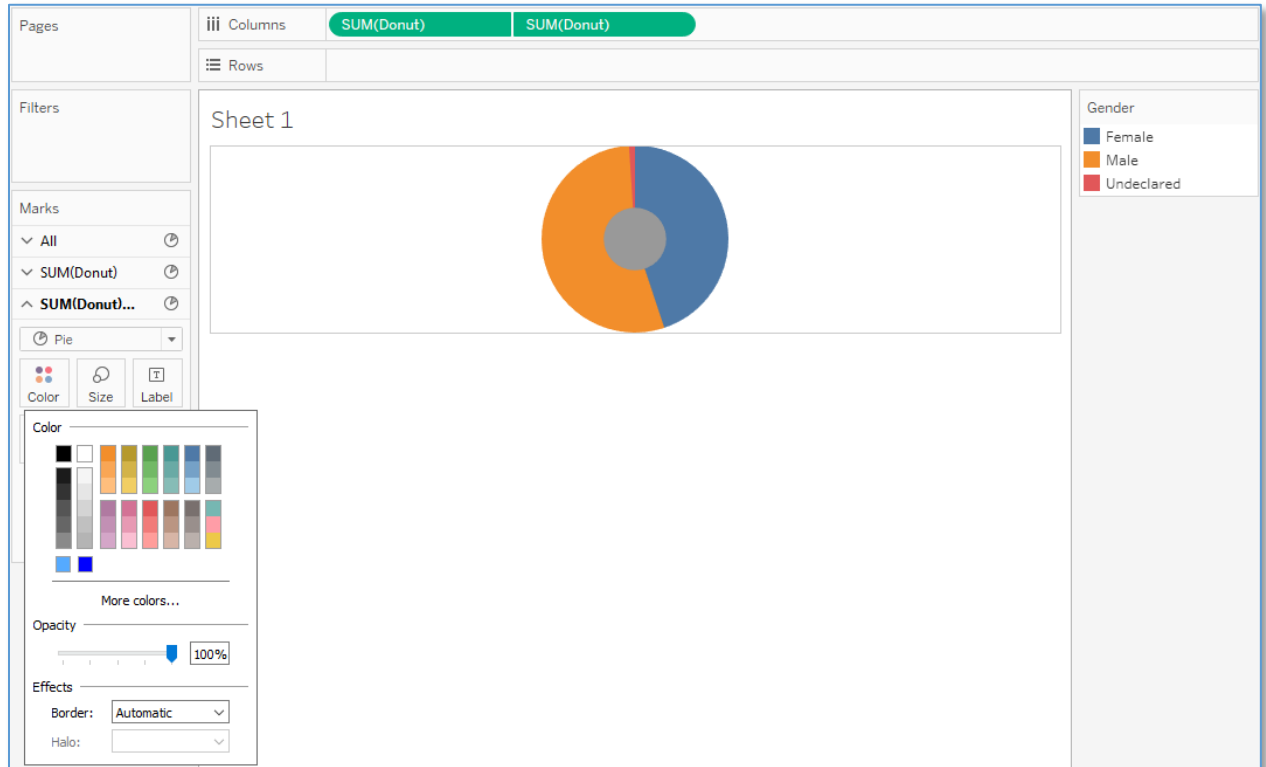 Pages
Columns
SUM(Donut) SUM(Donut)
Rows
Filters
Sheet 1
Gender
Female
Male
Undeclared
Marks
All
SUM(Donut)
SUM(Donut)...
Pie
Color Size Label
Color
More colors...
Opacity
100%
Effects
Border: Automatic
Halo: